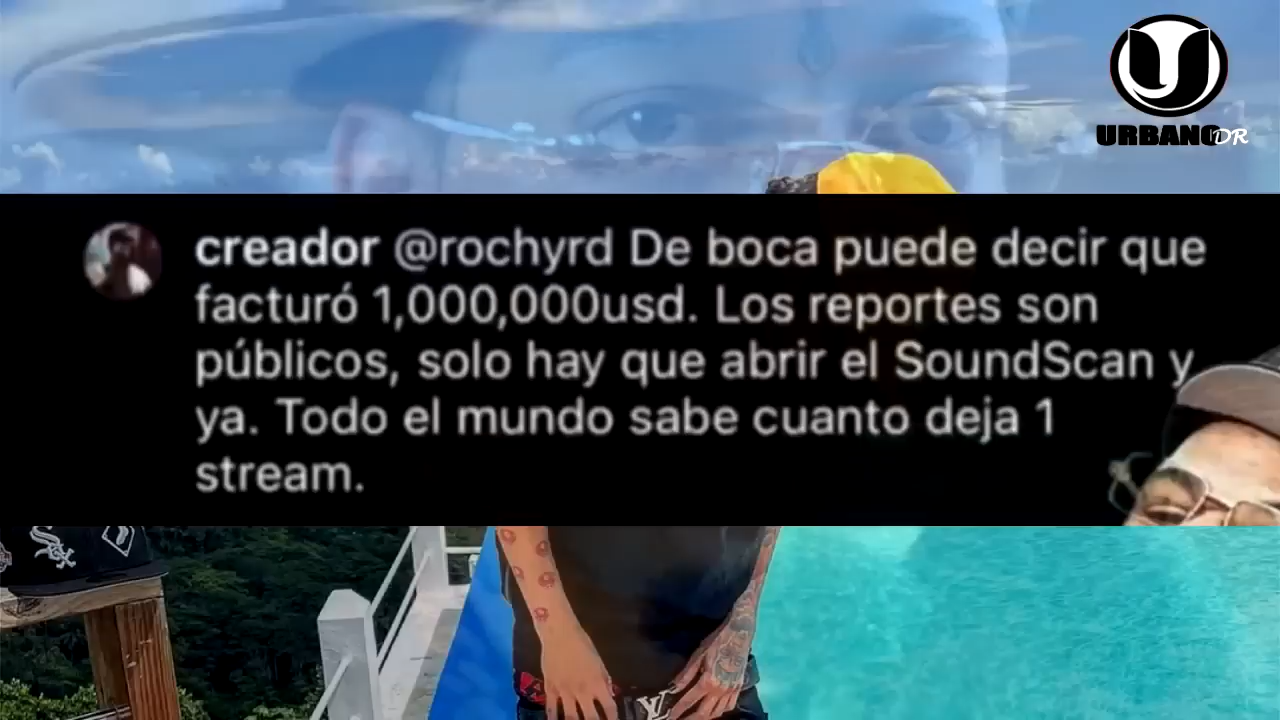 URBANO DR
creador @rochyrd De boca puede decir que
facturó 1,000,000usd. Los reportes son
públicos, solo hay que abrir el SoundScan y
ya. Todo el mundo sabe cuanto deja 1
stream.